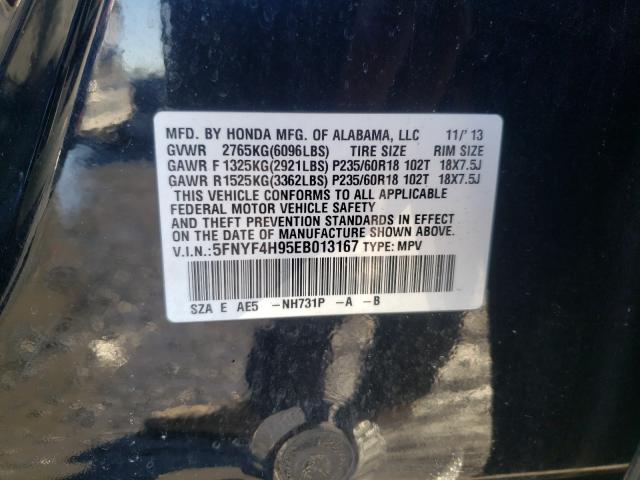 MFD. BY HONDA MFG. OF ALABAMA, LLC 11/'13
GVWR 2765KG(6096LBS) TIRE SIZE RIM SIZE
GAWR F 1325KG(2921LBS) P235/60R18 102T 18X7.5J
GAWR R 1525KG(3362LBS) P235/60R18 102T 18X7.5J
THIS VEHICLE CONFORMS TO ALL APPLICABLE
FEDERAL MOTOR VEHICLE SAFETY
AND THEFT PREVENTION STANDARDS IN EFFECT
ON THE DATE OF MANUFACTURE SHOWN ABOVE.
V.I.N.: 5FNYF4H95EB013167 TYPE: MPV
SZA E AE5 -NH731P -A -B